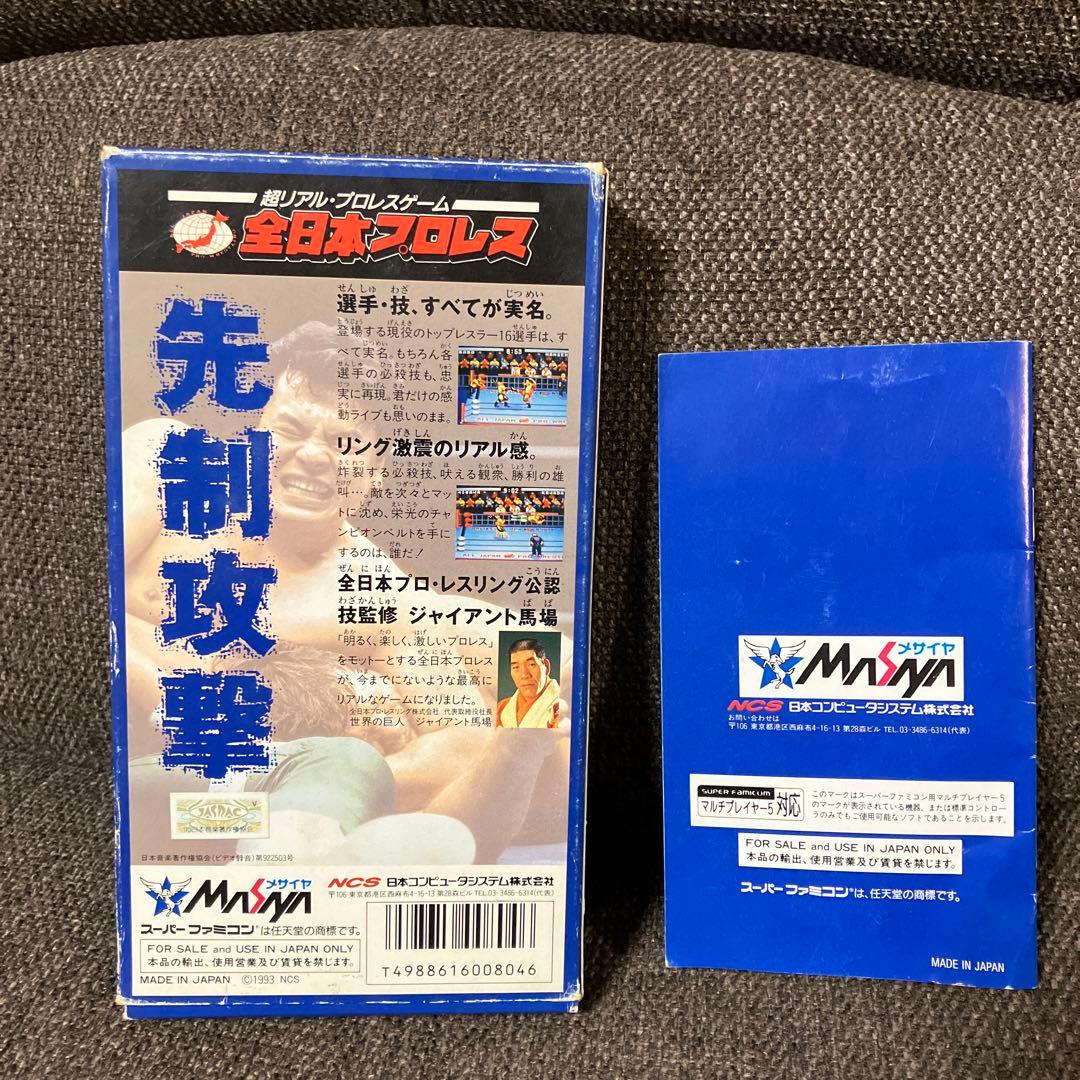 超リアル・プロレスゲーム
全日本プロレス
先制攻撃
選手・技、すべてが実名。
登場する現役のトップレスラー16選手は、す
べて実名。もちろん各
選手の必殺技も、忠
実に再現。君だけの感
動ライブも思いのまま。
リング激震のリアル感。
炸裂する必殺技、吠える観衆、勝利の雄
叫…。敵を次々とマッ
トに沈め、栄光のチャ
ンピオンベルトを手に
するのは、誰だ!
全日本プロ・レスリング公認
技監修 ジャイアント馬場
「明るく、楽しく、激しいプロレス」
をモットーとする全日本プロレス
が、今までにないような最高に
リアルなゲームになりました。
全日本プロ・レスリング株式会社 代表取締役社長
世界の巨人 ジャイアント馬場
JASRAC
V
日本音楽著作権協会(ビデオ録音)第922503号
メサイヤ
MASAYA
NCS 日本コンピュータシステム株式会社
〒106 東京都港区西麻布4-16-13 第28森ビル TEL.03-3486-6314(代表)
スーパーファミコン®は任天堂の商標です。
FOR SALE and USE IN JAPAN ONLY
本品の輸出、使用営業及び賃貸を禁じます。
MADE IN JAPAN ©1993 NCS
T4988616008046
メサイヤ
MASAYA
NCS 日本コンピュータシステム株式会社
お問い合わせは
〒106 東京都港区西麻布4-16-13 第28森ビル TEL.03-3486-6314(代表)
SUPER FAMICOM
マルチプレイヤー5 対応
このマークはスーパーファミコン用マルチプレイヤー5
のマークが表示されている機器、または標準コントロー
ラのみでもご使用可能なソフトであることを示します。
FOR SALE and USE IN JAPAN ONLY
本品の輸出、使用営業及び賃貸を禁じます。
スーパーファミコン®は、任天堂の商標です。
MADE IN JAPAN